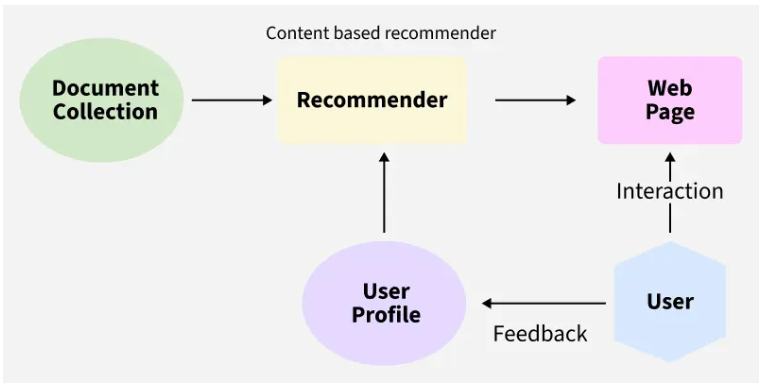 Content based recommender
Document
Collection
Recommender
Web
Page
Interaction
User
Profile
User
Feedback